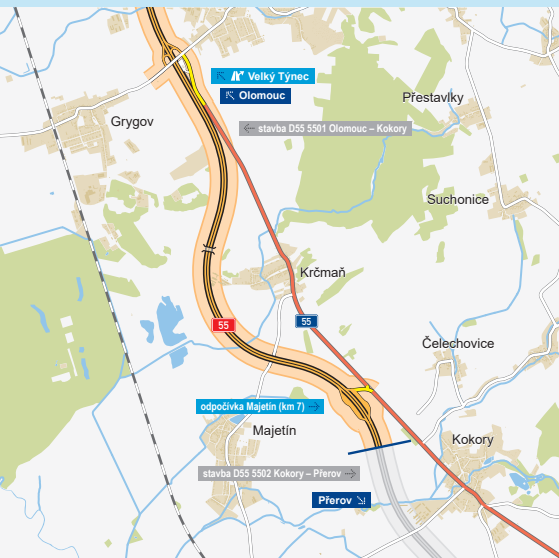 Velký Týnec
Olomouc
Přestavlky
Grygov
stavba D55 5501 Olomouc – Kokory
Suchonice
Krčmaň
55
55
Čelechovice
odpočívka Majetín (km 7)
Majetín
Kokory
stavba D55 5502 Kokory – Přerov
Přerov